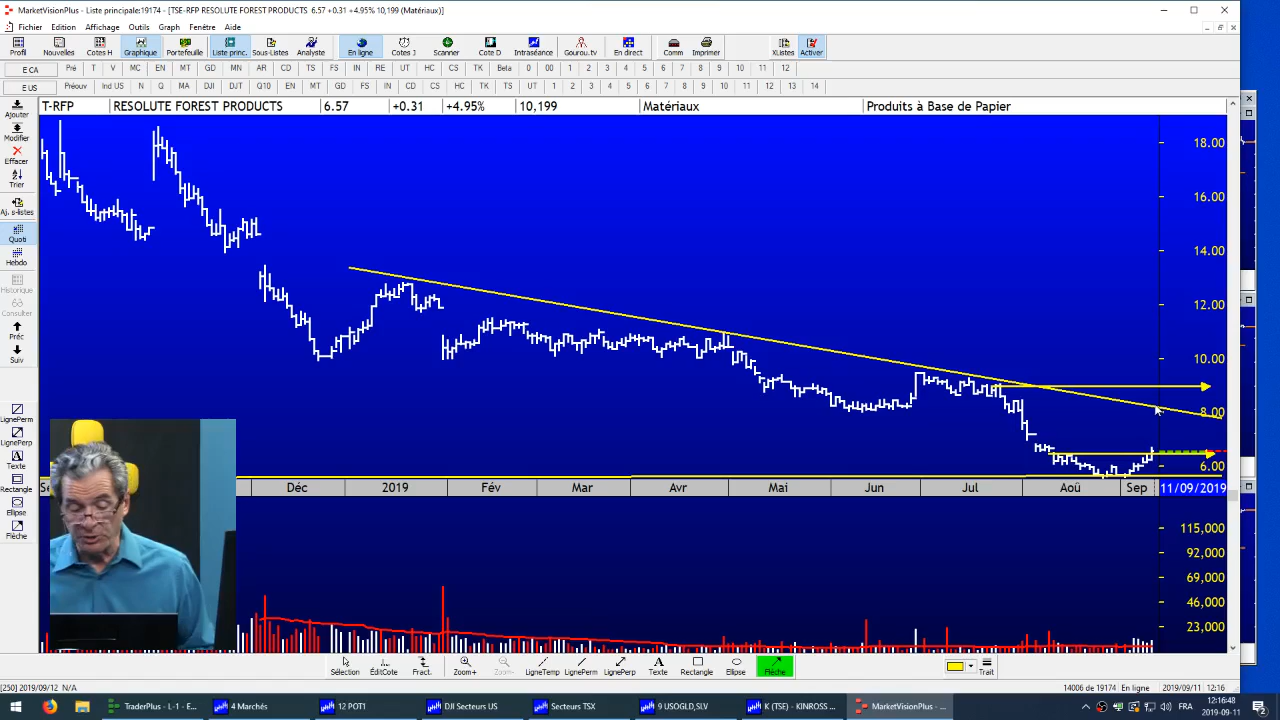 MarketVisionPlus - Liste principale:19174 - [TSE-RFP RESOLUTE FOREST PRODUCTS 6.57 +0.31 +4.95% 10,199 (Matériaux)]
Fichier Edition Affichage Outils Graph Fenêtre Aide
Profil Nouvelles Cotes H Graphique Portefeuille Liste princ. Sous-Listes Analyste En ligne Cotes J Scanner Cote D Intraséance Gourou.tv En direct Comm Imprimer XListes Activer
E CA Pré T V MC EN MT GD MN AR CD TS FS IN RE UT HC CS TK Beta 0 00 1 2 3 4 5 6 7 8 9 10 11 12
E US Préouv Ind US N Q MA DJI DJT Q10 EN MT GD FS IN CD CS HC TK TS UT 1 2 3 4 5 6 7 8 9 10 11 12 13 14
T-RFP RESOLUTE FOREST PRODUCTS 6.57 +0.31 +4.95% 10,199 Matériaux Produits à Base de Papier
Ajouter
Modifier
Effacer
Trier
Aj. s-listes
Quoti
Hebdo
Historique
Consulter
Préc
Suiv
LignePerm
LignePerp
Texte
Rectangle
Ellipse
Flèche
18.00
16.00
14.00
12.00
10.00
8.00
6.00
Déc 2019 Fév Mar Avr Mai Jun Jul Aoû Sep 11/09/2019
115,000
92,000
69,000
46,000
23,000
Sélection EditCote Fract. Zoom+ Zoom- LigneTemp LignePerm LignePerp Texte Rectangle Ellipse Flèche Trait
[250] 2019/09/12 N/A 14006 de 19174 En ligne 2019/09/11 12:16
TraderPlus - L-1 - E... 4 Marchés 12 POT1 DJI Secteurs US Secteurs TSX 9 USOGLD,SLV K (TSE) - KINROSS ... MarketVisionPlus - ... FR 12:16:48
2019-09-11 2